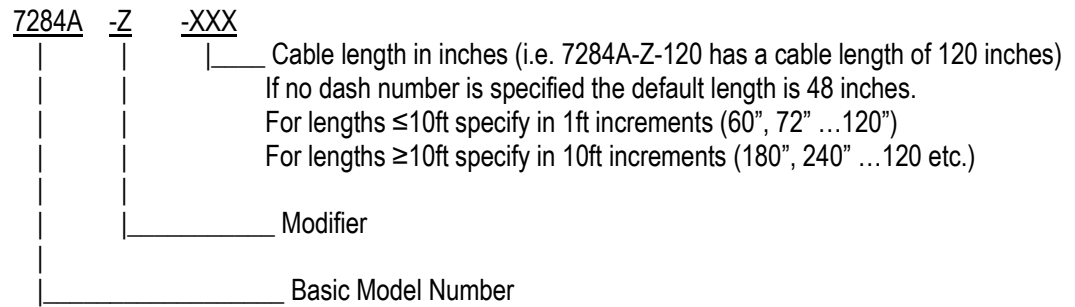 7284A -Z -XXX
Cable length in inches (i.e. 7284A-Z-120 has a cable length of 120 inches)
If no dash number is specified the default length is 48 inches.
For lengths ≤10ft specify in 1ft increments (60”, 72” …120”)
For lengths ≥10ft specify in 10ft increments (180”, 240” …120 etc.)
Modifier
Basic Model Number